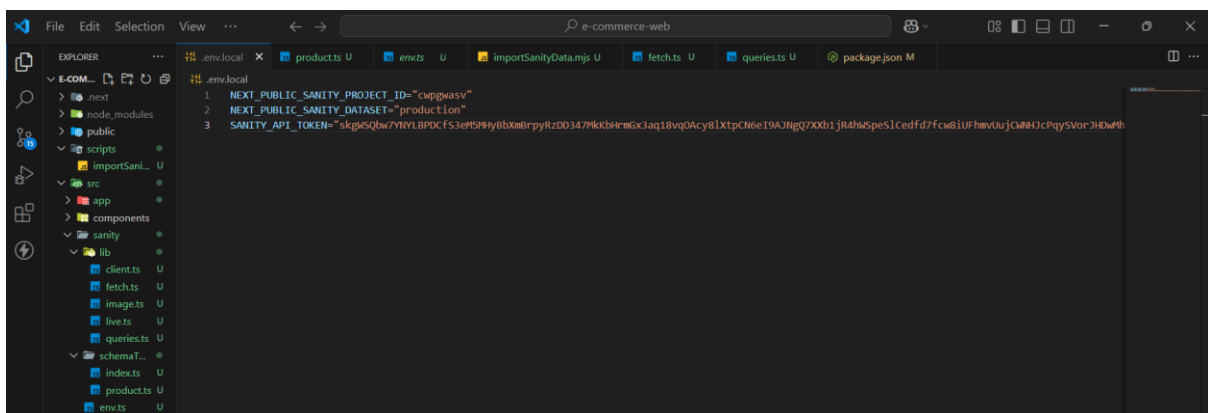 File Edit Selection View ... e-commerce-web
EXPLORER ... .env.local product.ts U env.ts U importSanityData.mjs U fetch.ts U queries.ts U package.json M
E-COM... .env.local
.next 1 NEXT_PUBLIC_SANITY_PROJECT_ID="cwpgwasv"
node_modules 2 NEXT_PUBLIC_SANITY_DATASET="production"
public 3
15
scripts
importSani... U
src
app
components
sanity
lib
client.ts U
fetch.ts U
image.ts U
live.ts U
queries.ts U
schemaT...
index.ts U
product.ts U
env.ts U